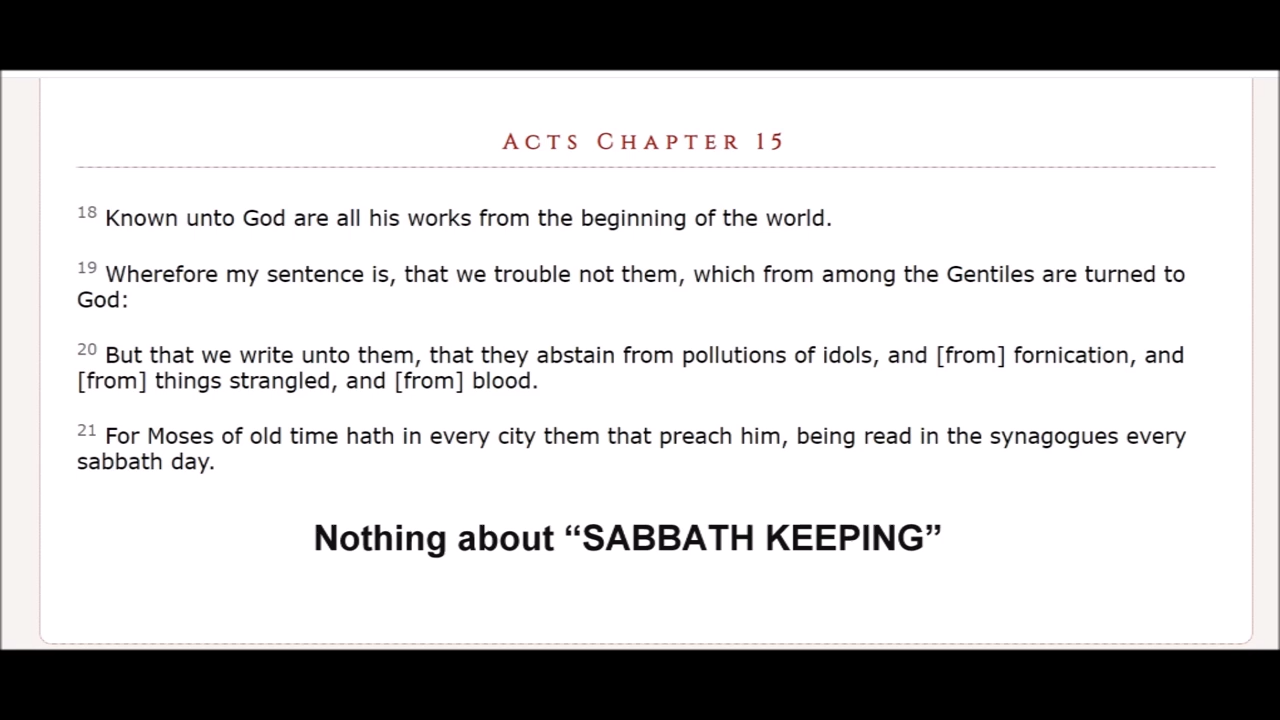 Acts Chapter 15
18 Known unto God are all his works from the beginning of the world.
19 Wherefore my sentence is, that we trouble not them, which from among the Gentiles are turned to
God:
20 But that we write unto them, that they abstain from pollutions of idols, and [from] fornication, and
[from] things strangled, and [from] blood.
21 For Moses of old time hath in every city them that preach him, being read in the synagogues every
sabbath day.
Nothing about “SABBATH KEEPING”